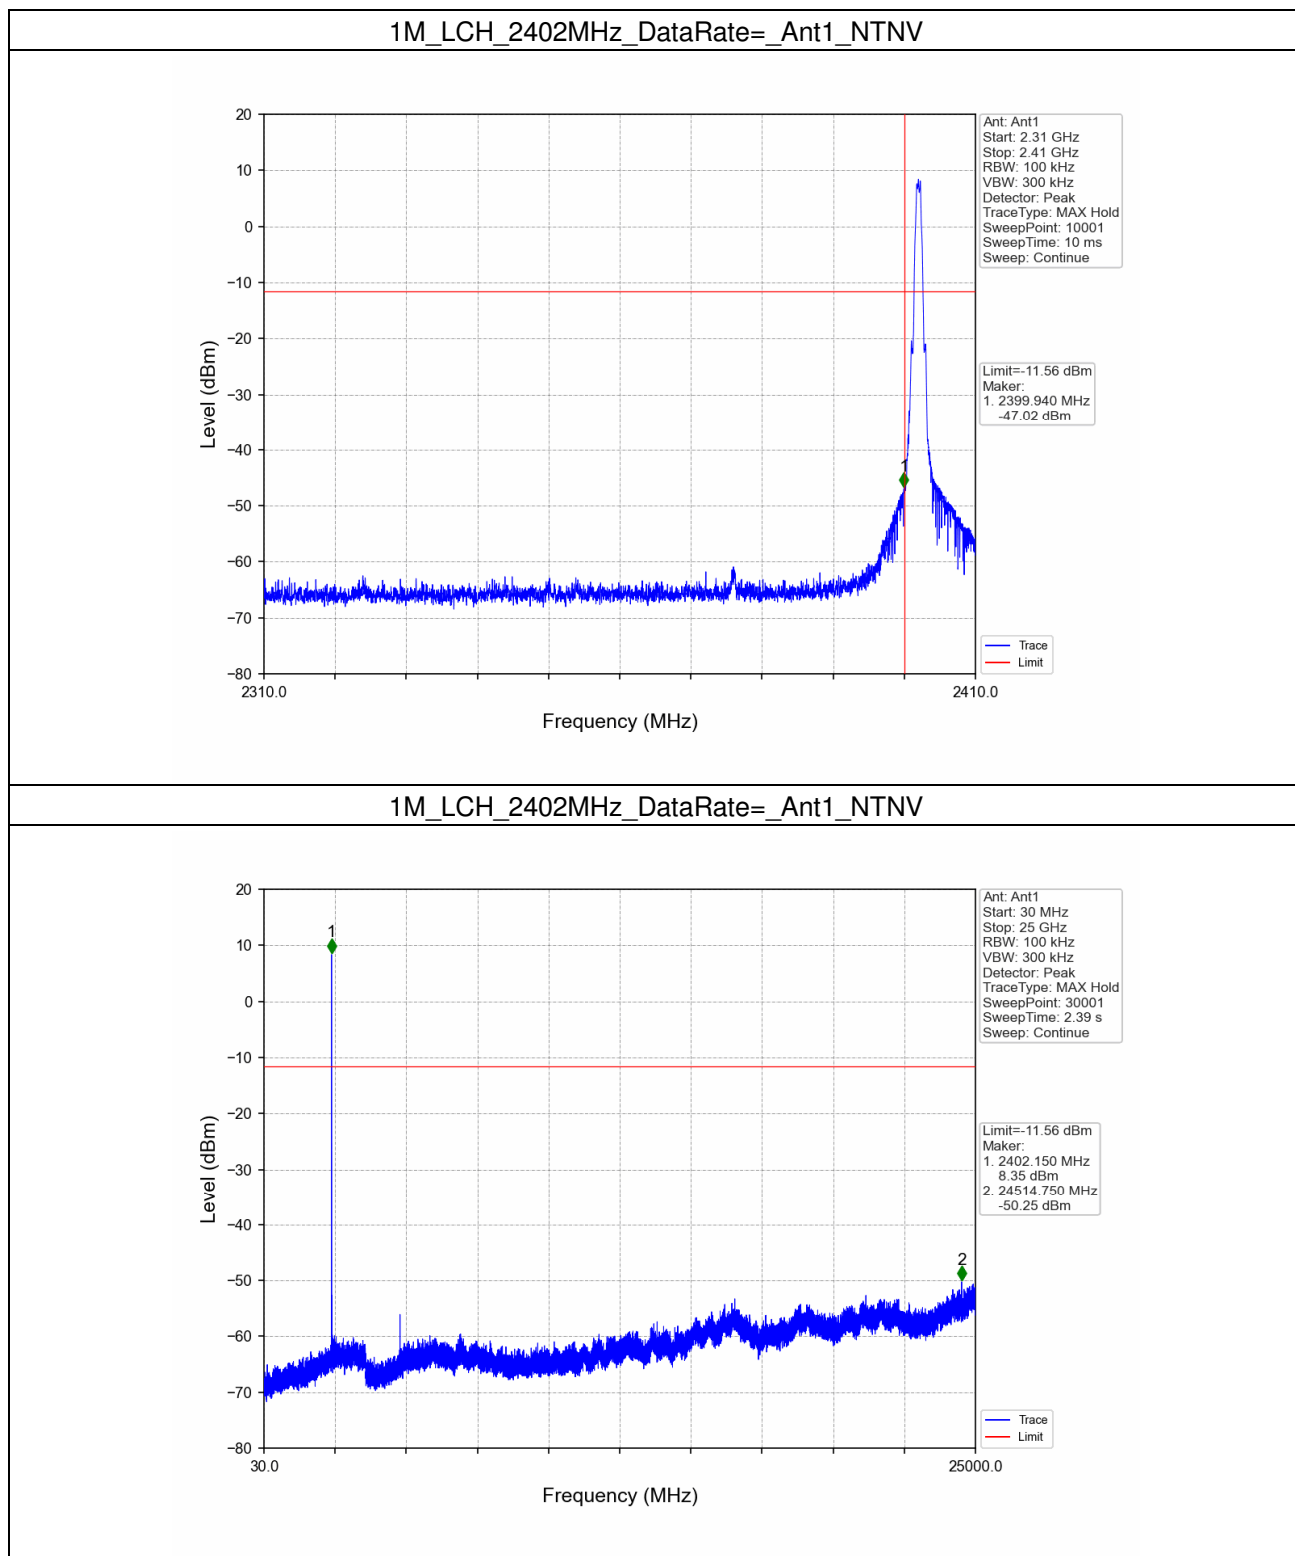 1M_LCH_2402MHz_DataRate=_Ant1_NTNV
20
10
0
−10
−20
−30
−40
−50
−60
−70
−80
Level (dBm)
2310.0
2410.0
Frequency (MHz)
1
Ant: Ant1
Start: 2.31 GHz
Stop: 2.41 GHz
RBW: 100 kHz
VBW: 300 kHz
Detector: Peak
TraceType: MAX Hold
SweepPoint: 10001
SweepTime: 10 ms
Sweep: Continue
Limit=-11.56 dBm
Maker:
1. 2399.940 MHz
-47.02 dBm
Trace
Limit
1M_LCH_2402MHz_DataRate=_Ant1_NTNV
20
10
0
−10
−20
−30
−40
−50
−60
−70
−80
Level (dBm)
30.0
25000.0
Frequency (MHz)
1
2
Ant: Ant1
Start: 30 MHz
Stop: 25 GHz
RBW: 100 kHz
VBW: 300 kHz
Detector: Peak
TraceType: MAX Hold
SweepPoint: 30001
SweepTime: 2.39 s
Sweep: Continue
Limit=-11.56 dBm
Maker:
1. 2402.150 MHz
8.35 dBm
2. 24514.750 MHz
-50.25 dBm
Trace
Limit